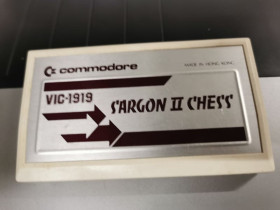 commodore
MADE IN HONG KONG
VIC-1919
SARGON II CHESS